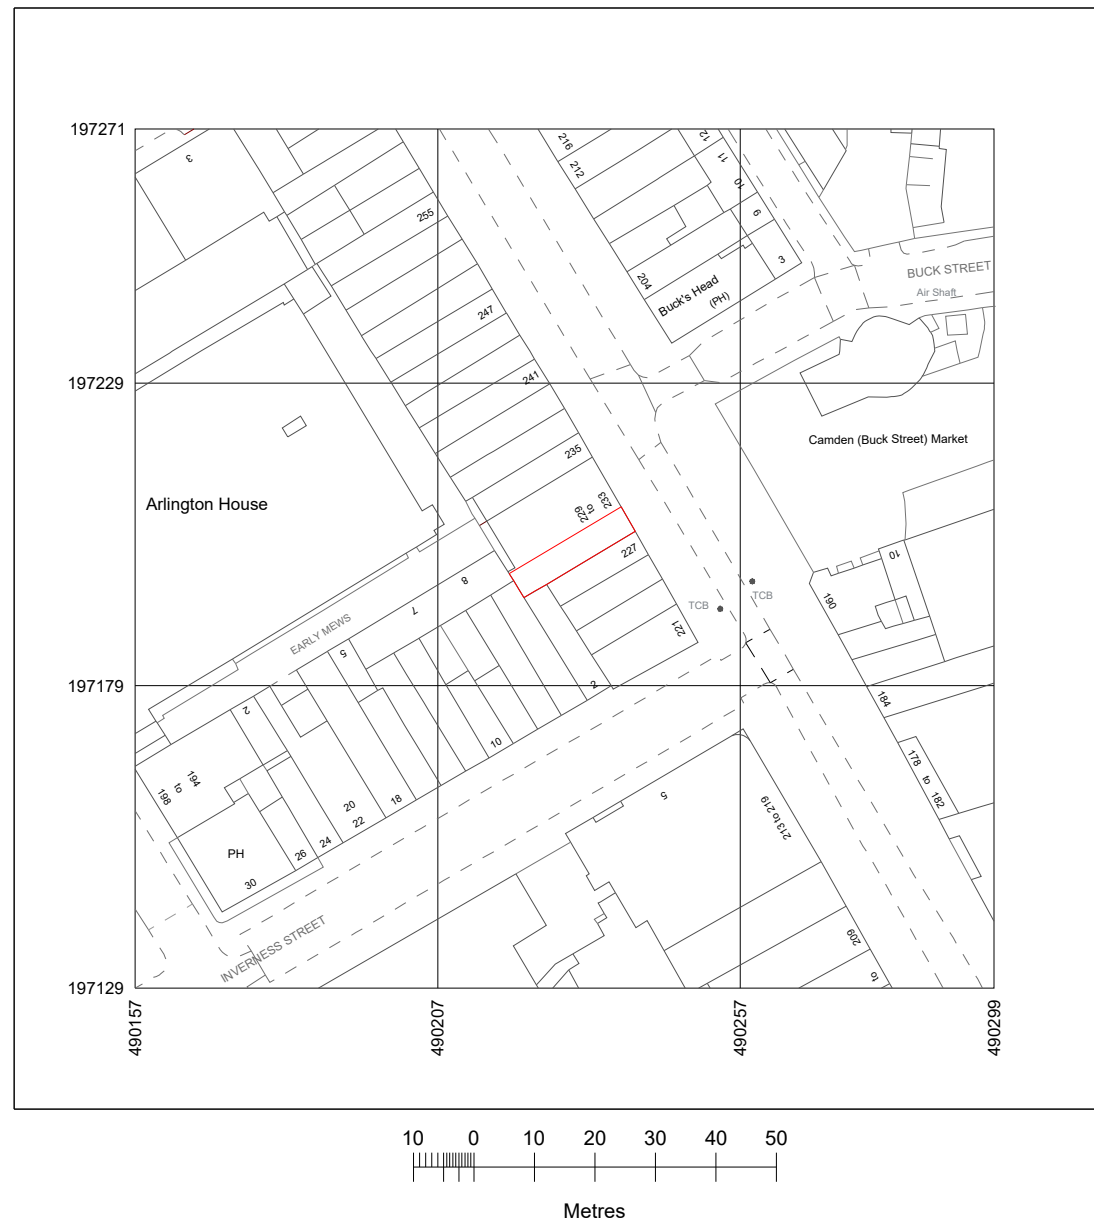 197271
197229
197179
197129
490157
490207
490257
490299
3
255
247
241
235
233
to
229
227
221
216
212
204
12
11
10
9
3
Buck's Head
(PH)
BUCK STREET
Air Shaft
Camden (Buck Street) Market
Arlington House
EARLY MEWS
8
7
5
2
2
10
18
20
22
24
26
30
PH
198
to
194
INVERNESS STREET
TCB
TCB
190
10
184
178
to
182
5
213 to 219
209
to
10 0 10 20 30 40 50
Metres